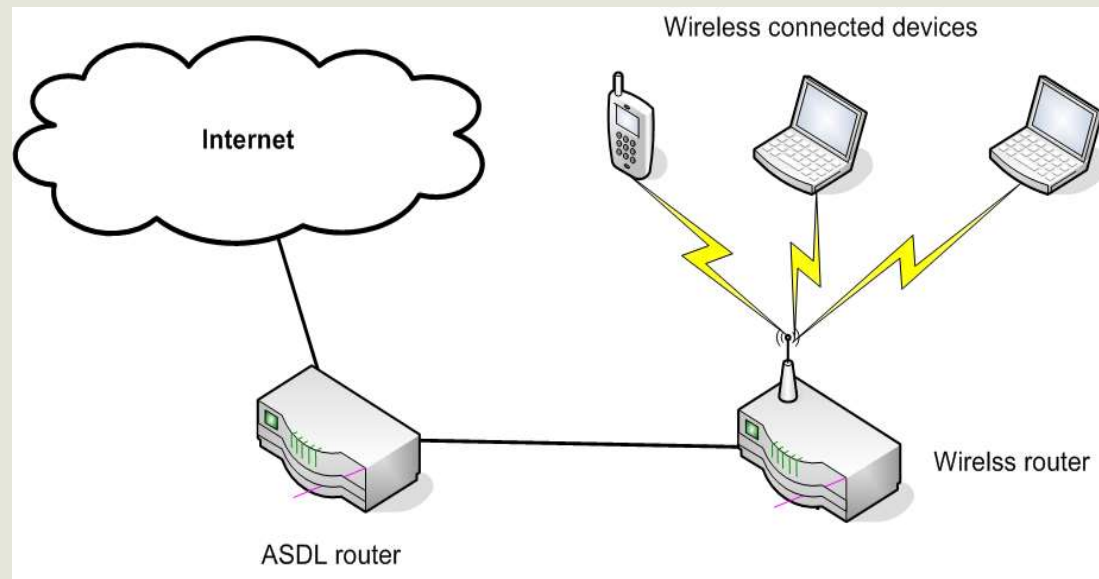 Wireless connected devices
Internet
Wirelss router
ASDL router